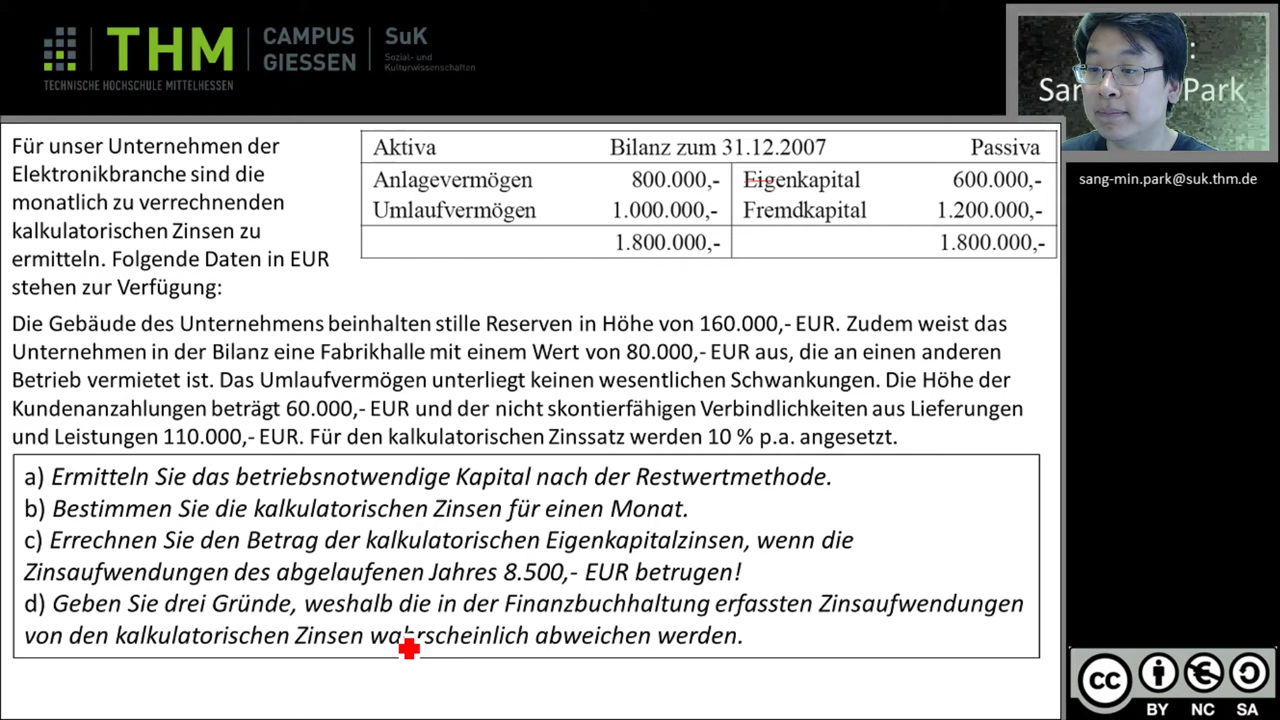 THM
CAMPUS
GIESSEN
SuK
Sozial- und
Kulturwissenschaften
TECHNISCHE HOCHSCHULE MITTELHESSEN
:
Sa Park
sang-min.park@suk.thm.de
Für unser Unternehmen der
Elektronikbranche sind die
monatlich zu verrechnenden
kalkulatorischen Zinsen zu
ermitteln. Folgende Daten in EUR
stehen zur Verfügung:
Aktiva Bilanz zum 31.12.2007 Passiva
Anlagevermögen 800.000,- Eigenkapital 600.000,-
Umlaufvermögen 1.000.000,- Fremdkapital 1.200.000,-
1.800.000,- 1.800.000,-
Die Gebäude des Unternehmens beinhalten stille Reserven in Höhe von 160.000,- EUR. Zudem weist das
Unternehmen in der Bilanz eine Fabrikhalle mit einem Wert von 80.000,- EUR aus, die an einen anderen
Betrieb vermietet ist. Das Umlaufvermögen unterliegt keinen wesentlichen Schwankungen. Die Höhe der
Kundenanzahlungen beträgt 60.000,- EUR und der nicht skontierfähigen Verbindlichkeiten aus Lieferungen
und Leistungen 110.000,- EUR. Für den kalkulatorischen Zinssatz werden 10 % p.a. angesetzt.
a) Ermitteln Sie das betriebsnotwendige Kapital nach der Restwertmethode.
b) Bestimmen Sie die kalkulatorischen Zinsen für einen Monat.
c) Errechnen Sie den Betrag der kalkulatorischen Eigenkapitalzinsen, wenn die
Zinsaufwendungen des abgelaufenen Jahres 8.500,- EUR betrugen!
d) Geben Sie drei Gründe, weshalb die in der Finanzbuchhaltung erfassten Zinsaufwendungen
von den kalkulatorischen Zinsen wahrscheinlich abweichen werden.
CC
BY NC SA